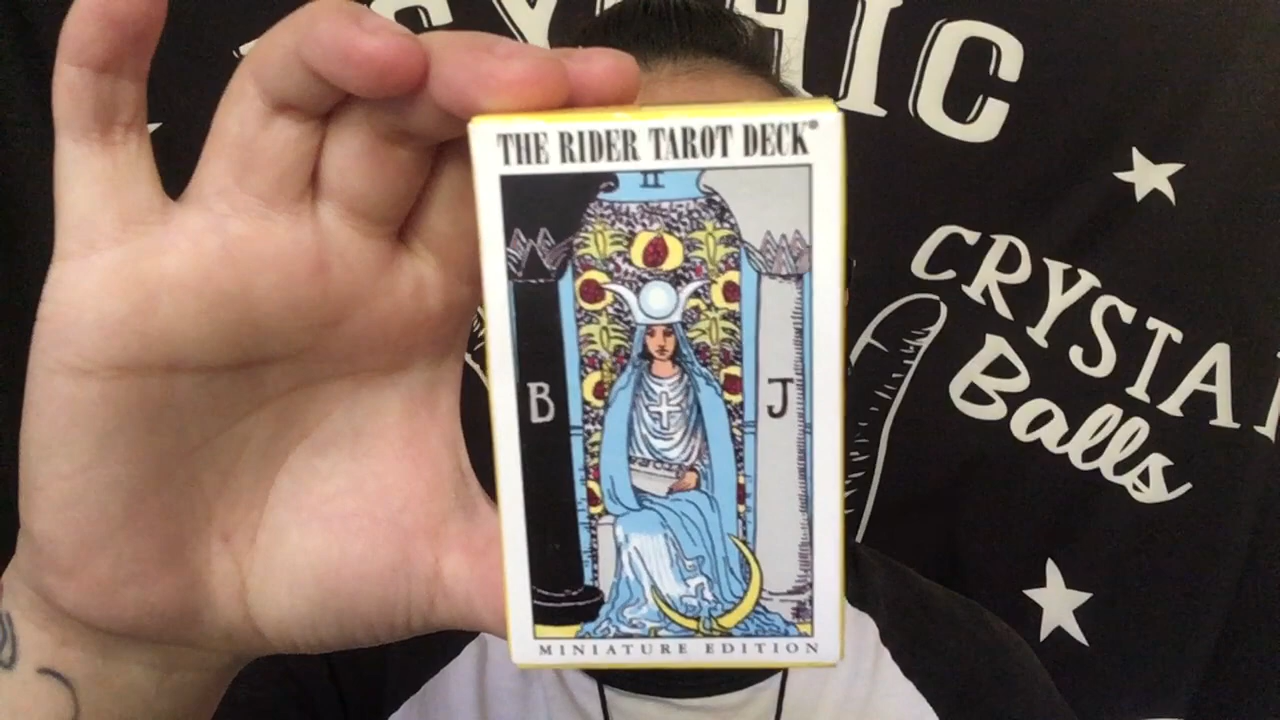 THE RIDER TAROT DECK®
II
B
J
MINIATURE EDITION
CRYSTAL
Balls